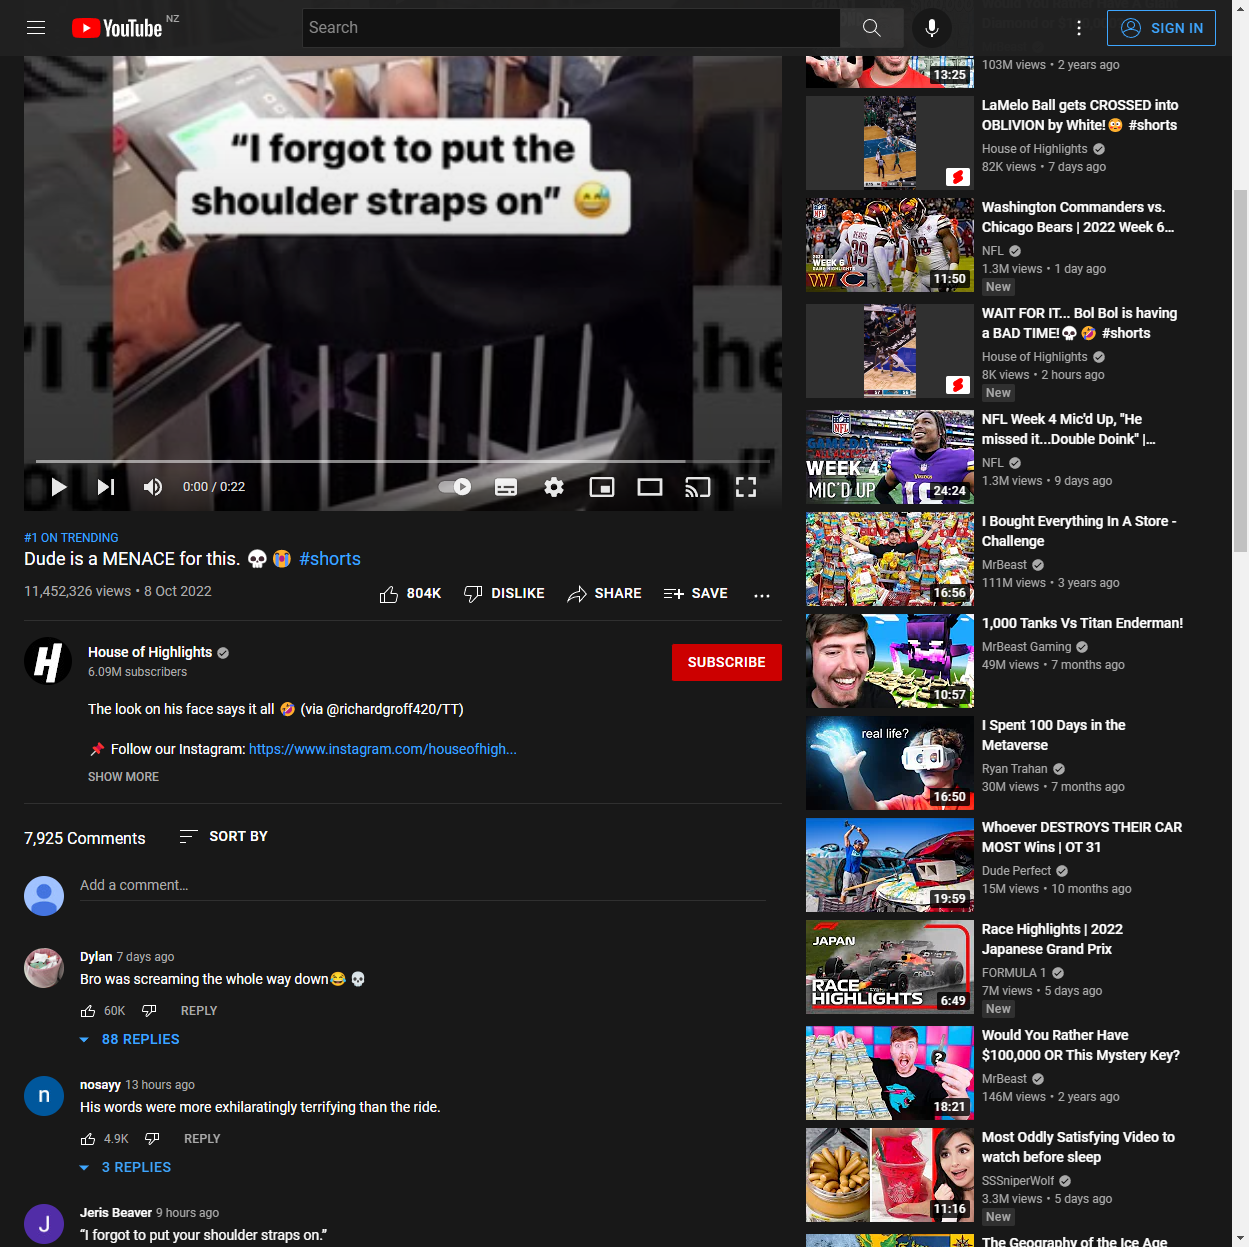 YouTube NZ
Search
SIGN IN
"I forgot to put the
shoulder straps on" 😅
0:00 / 0:22
#1 ON TRENDING
Dude is a MENACE for this. 💀😭 #shorts
11,452,326 views • 8 Oct 2022
804K DISLIKE SHARE SAVE ...
House of Highlights
6.09M subscribers
SUBSCRIBE
The look on his face says it all 🤣 (via @richardgroff420/TT)
📌 Follow our Instagram: https://www.instagram.com/houseofhigh...
SHOW MORE
7,925 Comments SORT BY
Add a comment...
Dylan 7 days ago
Bro was screaming the whole way down😂💀
60K REPLY
88 REPLIES
nosayy 13 hours ago
n
His words were more exhilaratingly terrifying than the ride.
4.9K REPLY
3 REPLIES
Jeris Beaver 9 hours ago
J
“I forgot to put your shoulder straps on.”
103M views • 2 years ago
13:25
LaMelo Ball gets CROSSED into
OBLIVION by White!😳 #shorts
House of Highlights
82K views • 7 days ago
Washington Commanders vs.
Chicago Bears | 2022 Week 6...
NFL
1.3M views • 1 day ago
New
NFL
2022
WEEK 6
GAME HIGHLIGHTS
11:50
WAIT FOR IT... Bol Bol is having
a BAD TIME!💀🤣 #shorts
House of Highlights
8K views • 2 hours ago
New
NFL Week 4 Mic'd Up, "He
missed it...Double Doink" |...
NFL
1.3M views • 9 days ago
NFL
GAME DAY
ALL ACCESS
WEEK 4
MIC'D UP
VIKINGS
24:24
I Bought Everything In A Store -
Challenge
MrBeast
111M views • 3 years ago
16:56
1,000 Tanks Vs Titan Enderman!
MrBeast Gaming
49M views • 7 months ago
10:57
I Spent 100 Days in the
Metaverse
Ryan Trahan
30M views • 7 months ago
real life?
16:50
Whoever DESTROYS THEIR CAR
MOST Wins | OT 31
Dude Perfect
15M views • 10 months ago
19:59
Race Highlights | 2022
Japanese Grand Prix
FORMULA 1
7M views • 5 days ago
New
JAPAN
RACE
HIGHLIGHTS
6:49
Would You Rather Have
$100,000 OR This Mystery Key?
MrBeast
146M views • 2 years ago
?
18:21
Most Oddly Satisfying Video to
watch before sleep
SSSniperWolf
3.3M views • 5 days ago
New
11:16
The Geography of the Ice Age